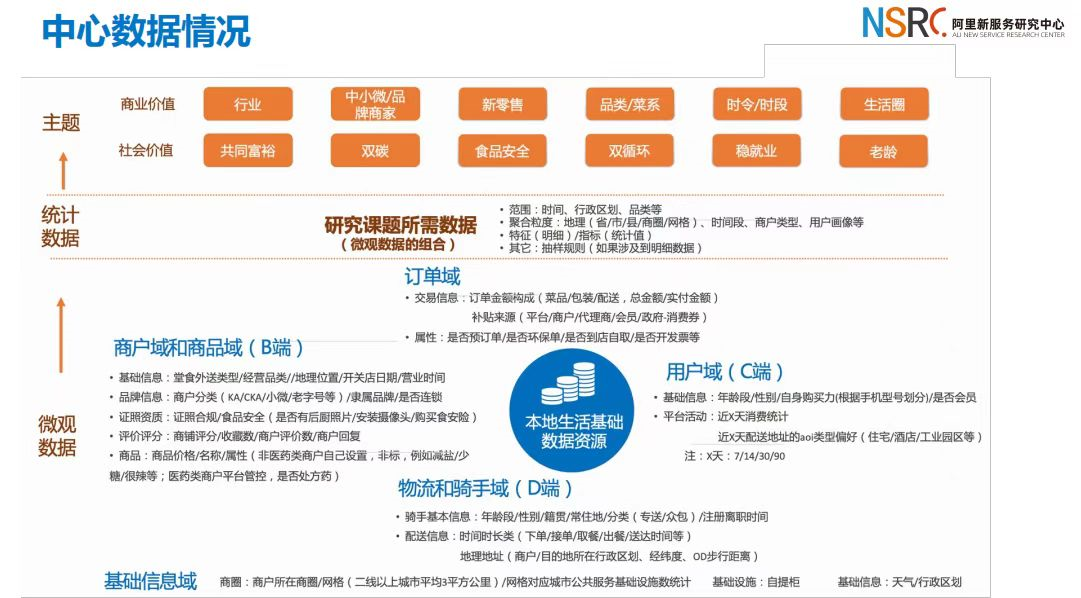 中心数据情况
NSRC.
阿里新服务研究中心
ALI NEW SERVICE RESEARCH CENTER
主题
商业价值
行业
中小微/品
牌商家
新零售
品类/菜系
时令/时段
生活圈
社会价值
共同富裕
双碳
食品安全
双循环
稳就业
老龄
统计
数据
研究课题所需数据
（微观数据的组合）
• 范围：时间、行政区划、品类等
• 聚合粒度：地理（省/市/县/商圈/网格）、时间段、商户类型、用户画像等
• 特征（明细）/指标（统计值）
• 其它：抽样规则（如果涉及到明细数据）
微观
数据
订单域
• 交易信息：订单金额构成（菜品/包装/配送，总金额/实付金额）
补贴来源（平台/商户/代理商/会员/政府-消费券）
• 属性：是否预订单/是否环保单/是否到店自取/是否开发票等
商户域和商品域（B端）
• 基础信息：堂食外送类型/经营品类//地理位置/开关店日期/营业时间
• 品牌信息：商户分类（KA/CKA/小微/老字号等）/隶属品牌/是否连锁
• 证照资质：证照合规/食品安全（是否有后厨照片/安装摄像头/购买食安险）
• 评价评分：商铺评分/收藏数/商户评价数/商户回复
• 商品：商品价格/名称/属性（非医药类商户自己设置，非标，例如减盐/少
糖/很辣等；医药类商户平台管控，是否处方药）
本地生活基础
数据资源
用户域（C端）
• 基础信息：年龄段/性别/自身购买力(根据手机型号划分)/是否会员
• 平台活动：近X天消费统计
近X天配送地址的aoi类型偏好（住宅/酒店/工业园区等）
注：X天：7/14/30/90
物流和骑手域（D端）
• 骑手基本信息：年龄段/性别/籍贯/常住地/分类（专送/众包）/注册离职时间
• 配送信息：时间时长类（下单/接单/取餐/出餐/送达时间等）
地理地址（商户/目的地所在行政区划、经纬度、OD步行距离）
基础信息域
商圈：商户所在商圈/网格（二线以上城市平均3平方公里）/网格对应城市公共服务基础设施数统计
基础设施：自提柜
基础信息：天气/行政区划